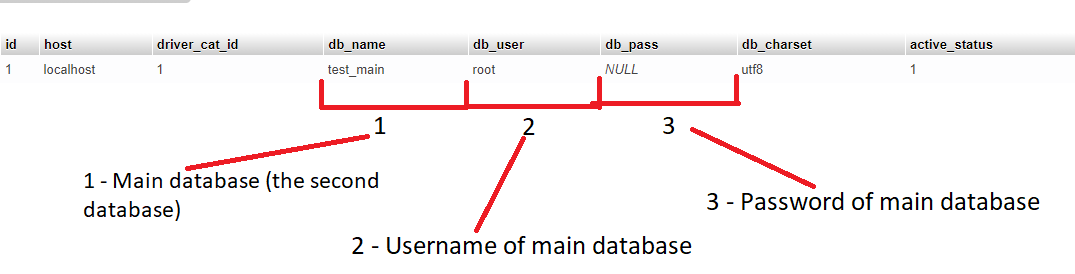 id host driver_cat_id db_name db_user db_pass db_charset active_status
1 localhost 1 test_main root NULL utf8 1
1 2 3
1 - Main database (the second
database)
3 - Password of main database
2 - Username of main database